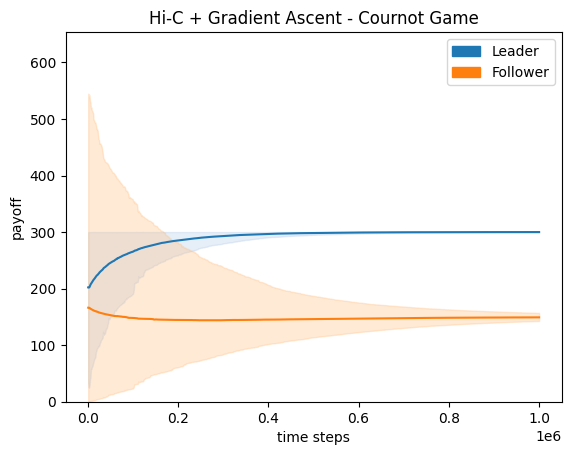 Hi-C + Gradient Ascent - Cournot Game
Leader
Follower
payoff
600
500
400
300
200
100
0
0.0 0.2 0.4 0.6 0.8 1.0
1e6
time steps